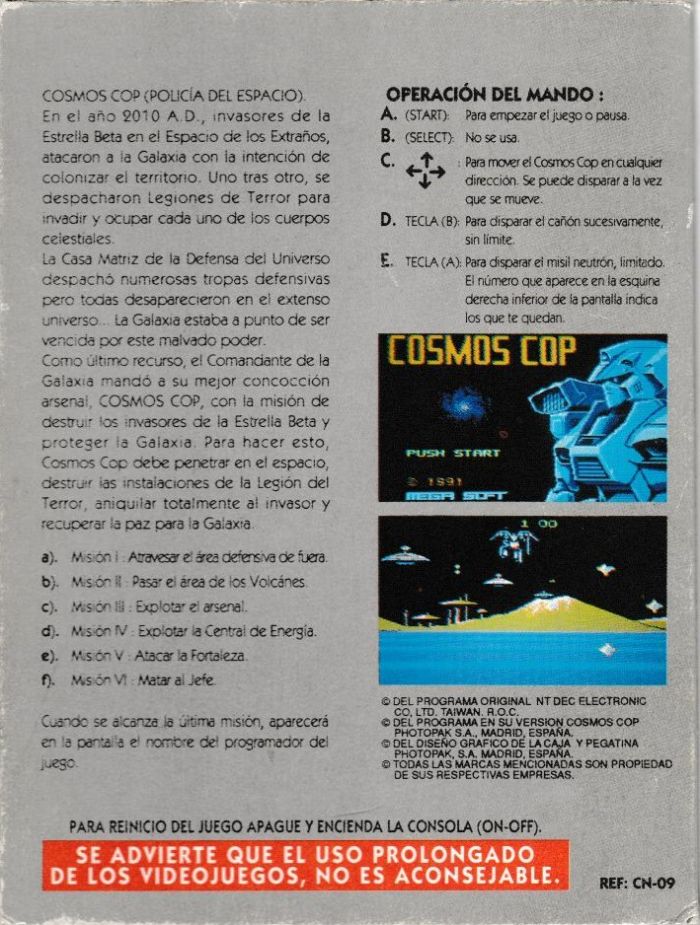 COSMOS COP (POLICÍA DEL ESPACIO).
En el año 2010 A.D., invasores de la
Estrella Beta en el Espacio de los Extraños,
atacaron a la Galaxia con la intención de
colonizar el territorio. Uno tras otro, se
despacharon Legiones de Terror para
invadir y ocupar cada uno de los cuerpos
celestiales.
La Casa Matriz de la Defensa del Universo
despachó numerosas tropas defensivas
pero todas desaparecieron en el extenso
universo... La Galaxia estaba a punto de ser
vencida por este malvado poder.
Como último recurso, el Comandante de la
Galaxia mandó a su mejor concocción
arsenal, COSMOS COP, con la misión de
destruir los invasores de la Estrella Beta y
proteger la Galaxia. Para hacer esto,
Cosmos Cop debe penetrar en el espacio,
destruir las instalaciones de la Legión del
Terror, aniquilar totalmente al invasor y
recuperar la paz para la Galaxia.
a). Misión I : Atravesar el área defensiva de fuera.
b). Misión II : Pasar el área de los Volcánes.
c). Misión III : Explotar el arsenal.
d). Misión IV : Explotar la Central de Energía.
e). Misión V : Atacar la Fortaleza.
f). Misión VI : Matar al Jefe.
Cuando se alcanza la última misión, aparecerá
en la pantalla el nombre del programador del
juego.
OPERACIÓN DEL MANDO :
A. (START): Para empezar el juego o pausa.
B. (SELECT): No se usa.
C. : Para mover el Cosmos Cop en cualquier
dirección. Se puede disparar a la vez
que se mueve.
D. TECLA (B): Para disparar el cañón sucesivamente,
sin límite.
E. TECLA (A): Para disparar el misil neutrón, limitado.
El número que aparece en la esquina
derecha inferior de la pantalla indica
los que te quedan.
COSMOS COP
PUSH START
© 1991
MEGA SOFT
1 00
© DEL PROGRAMA ORIGINAL NT DEC ELECTRONIC
CO, LTD. TAIWAN, R.O.C.
© DEL PROGRAMA EN SU VERSION COSMOS COP
PHOTOPAK S.A., MADRID, ESPAÑA.
© DEL DISEÑO GRAFICO DE LA CAJA Y PEGATINA
PHOTOPAK, S.A. MADRID, ESPAÑA.
© TODAS LAS MARCAS MENCIONADAS SON PROPIEDAD
DE SUS RESPECTIVAS EMPRESAS.
PARA REINICIO DEL JUEGO APAGUE Y ENCIENDA LA CONSOLA (ON-OFF).
SE ADVIERTE QUE EL USO PROLONGADO
DE LOS VIDEOJUEGOS, NO ES ACONSEJABLE.
REF: CN-09